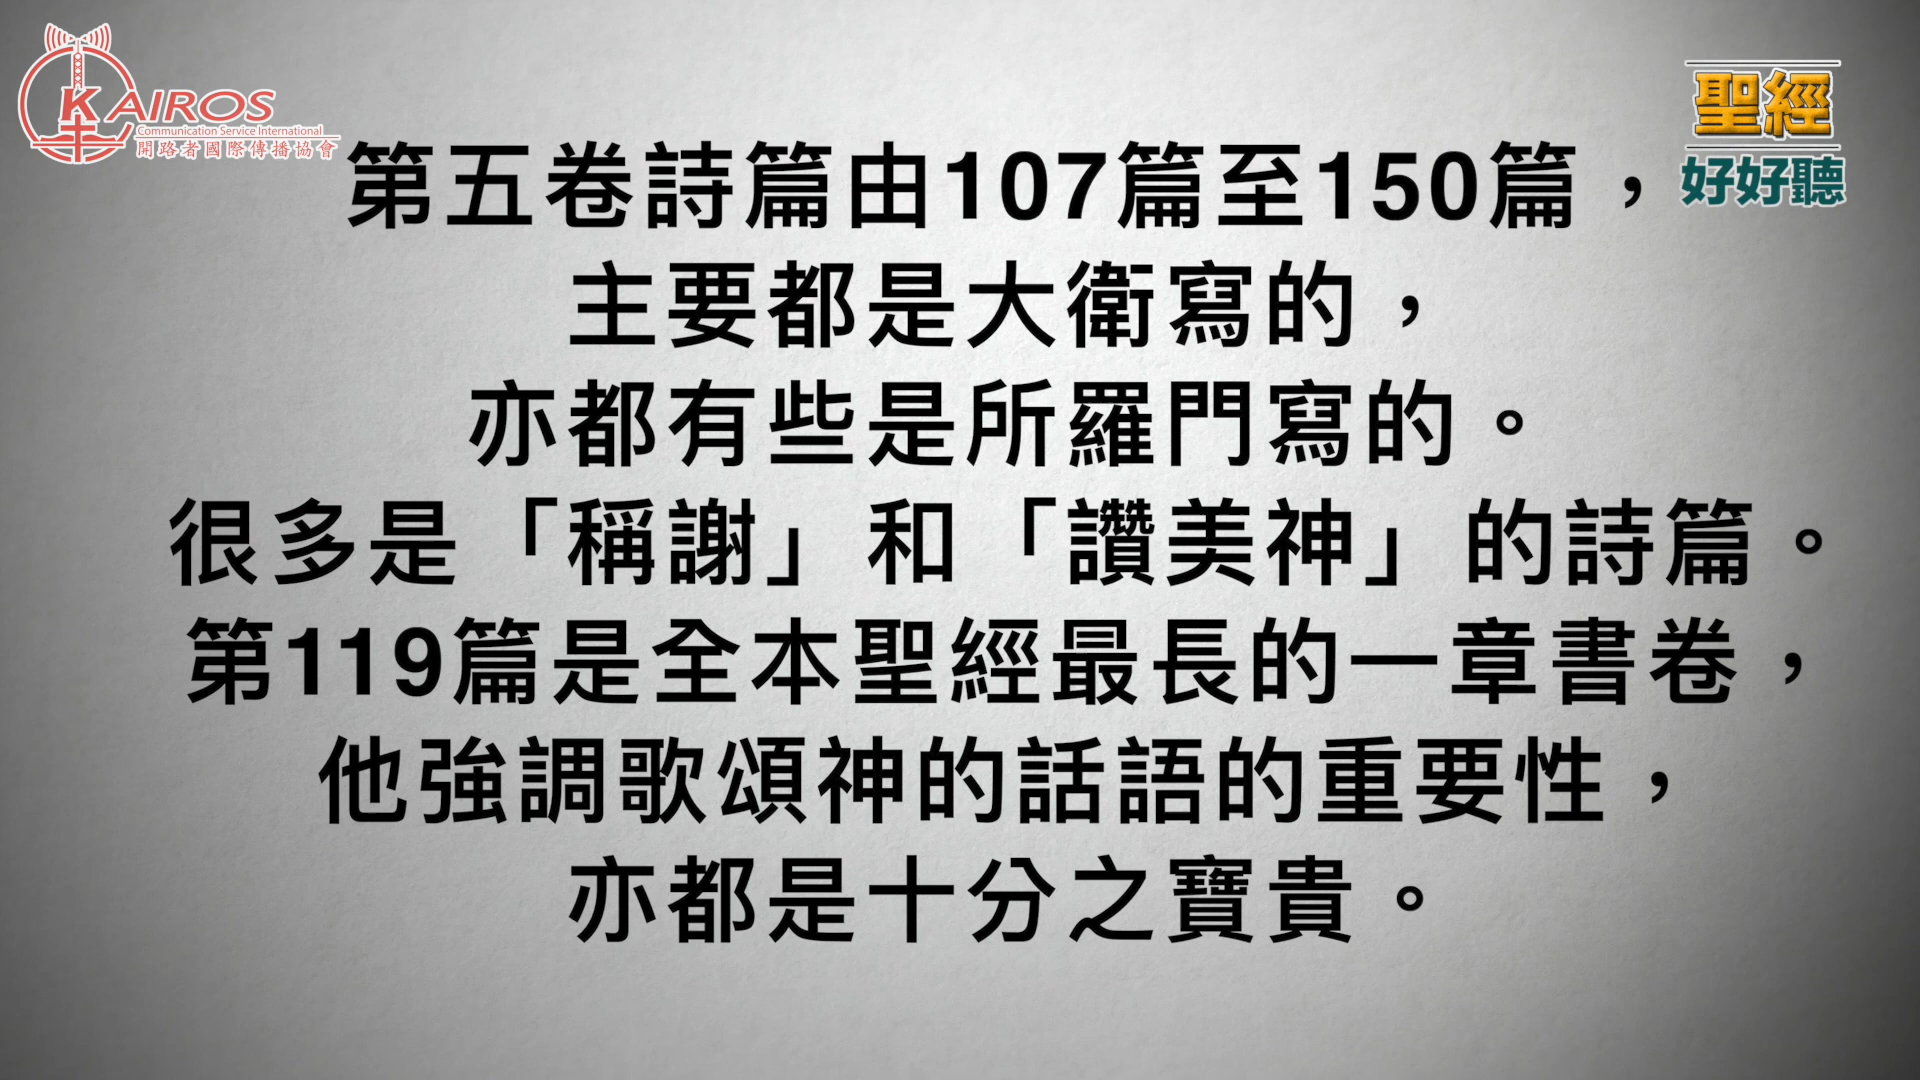 KAIROS
Communication Service International
開路者國際傳播協會
聖經
好好聽
第五卷詩篇由107篇至150篇，
主要都是大衛寫的，
亦都有些是所羅門寫的。
很多是「稱謝」和「讚美神」的詩篇。
第119篇是全本聖經最長的一章書卷，
他強調歌頌神的話語的重要性，
亦都是十分之寶貴。